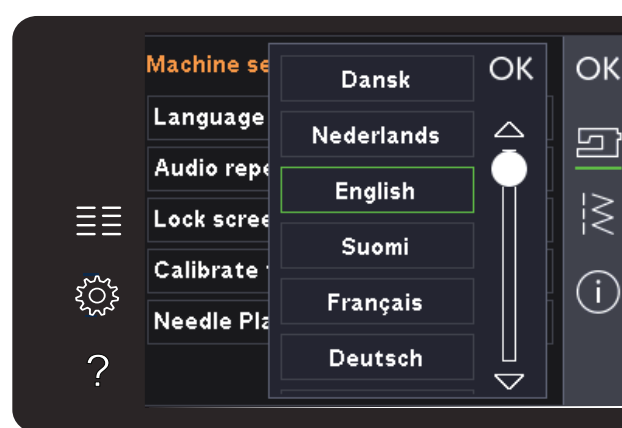 Machine se
OK
OK
Dansk
Language
Nederlands
Audio repe
English
Lock scree
Suomi
Calibrate
Français
Needle Pla
Deutsch
i
?